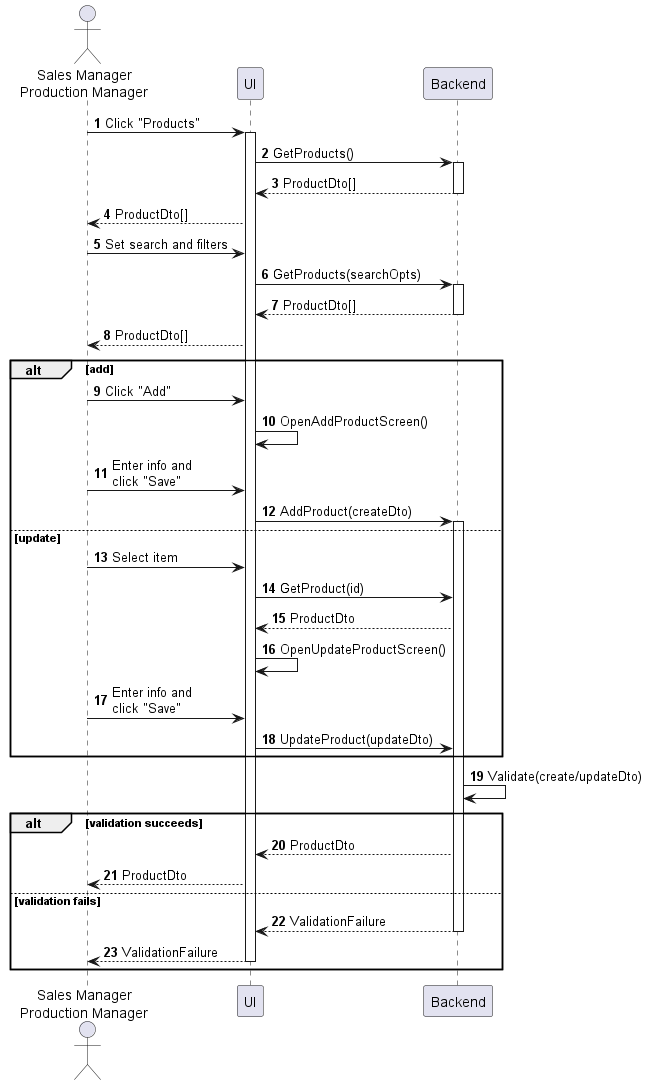 Sales Manager
Production Manager
UI
Backend
1 Click "Products"
2 GetProducts()
3 ProductDto[]
4 ProductDto[]
5 Set search and filters
6 GetProducts(searchOpts)
7 ProductDto[]
8 ProductDto[]
alt [add]
9 Click "Add"
10 OpenAddProductScreen()
11 Enter info and
click "Save"
12 AddProduct(createDto)
[update]
13 Select item
14 GetProduct(id)
15 ProductDto
16 OpenUpdateProductScreen()
17 Enter info and
click "Save"
18 UpdateProduct(updateDto)
19 Validate(create/updateDto)
alt [validation succeeds]
20 ProductDto
21 ProductDto
[validation fails]
22 ValidationFailure
23 ValidationFailure
Sales Manager
Production Manager
UI
Backend